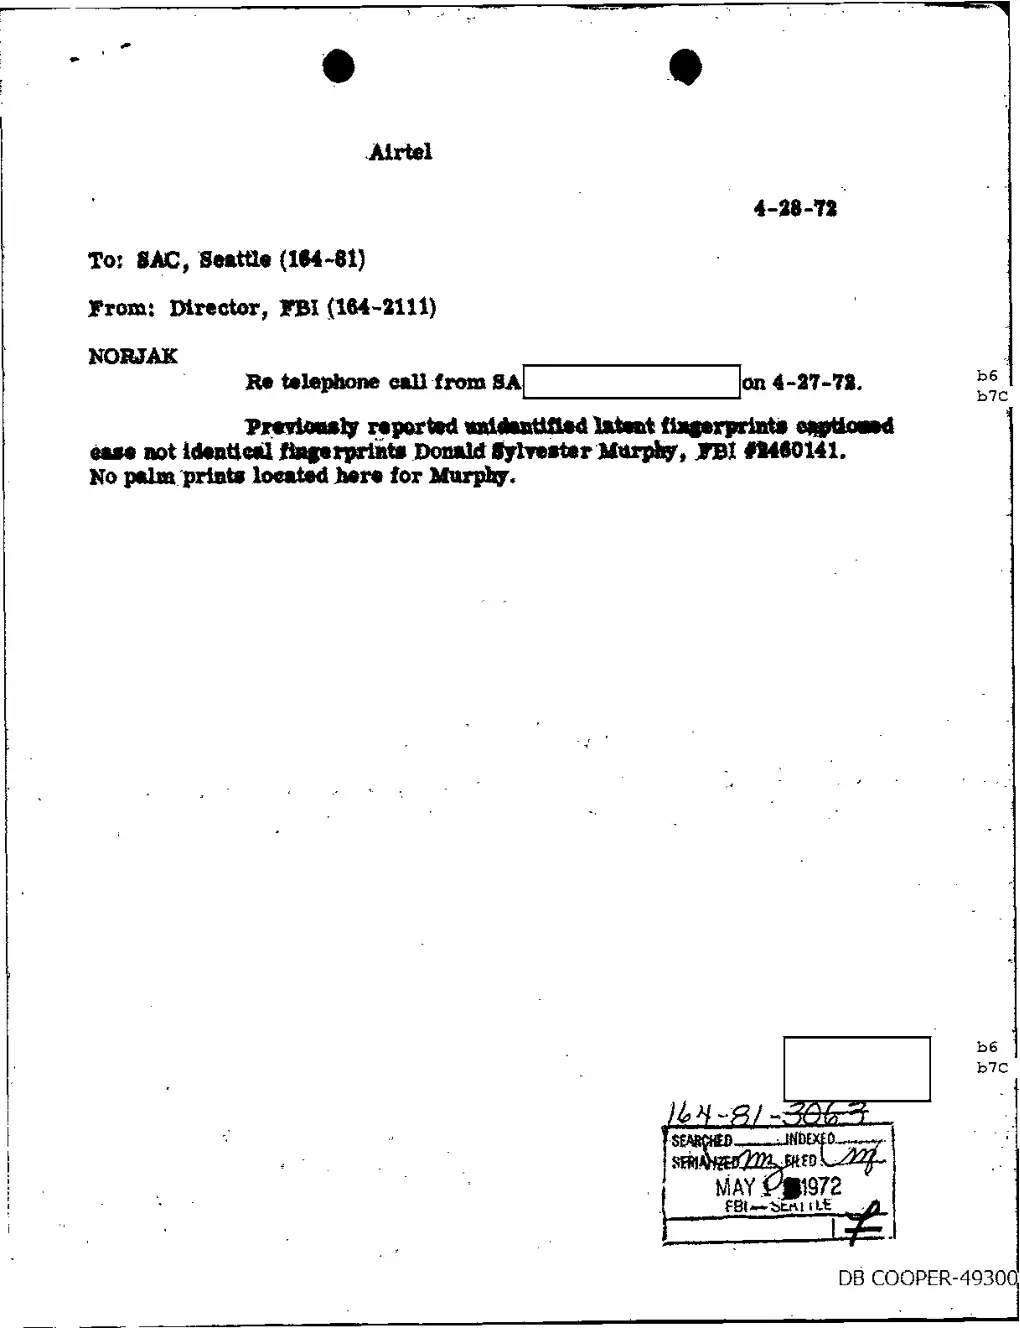 Airtel
4-28-72
To: SAC, Seattle (164-81)
From: Director, FBI (164-2111)
NORJAK
Re telephone call from SA on 4-27-72.
b6
b7C
Previously reported unidentified latent fingerprints captioned
case not identical fingerprints Donald Sylvester Murphy, FBI #2460141.
No palm prints located here for Murphy.
b6
b7C
164-81-3063
SEARCHED INDEXED
SERIALIZED FILED
MAY 1972
FBI — SEATTLE
DB COOPER-49300